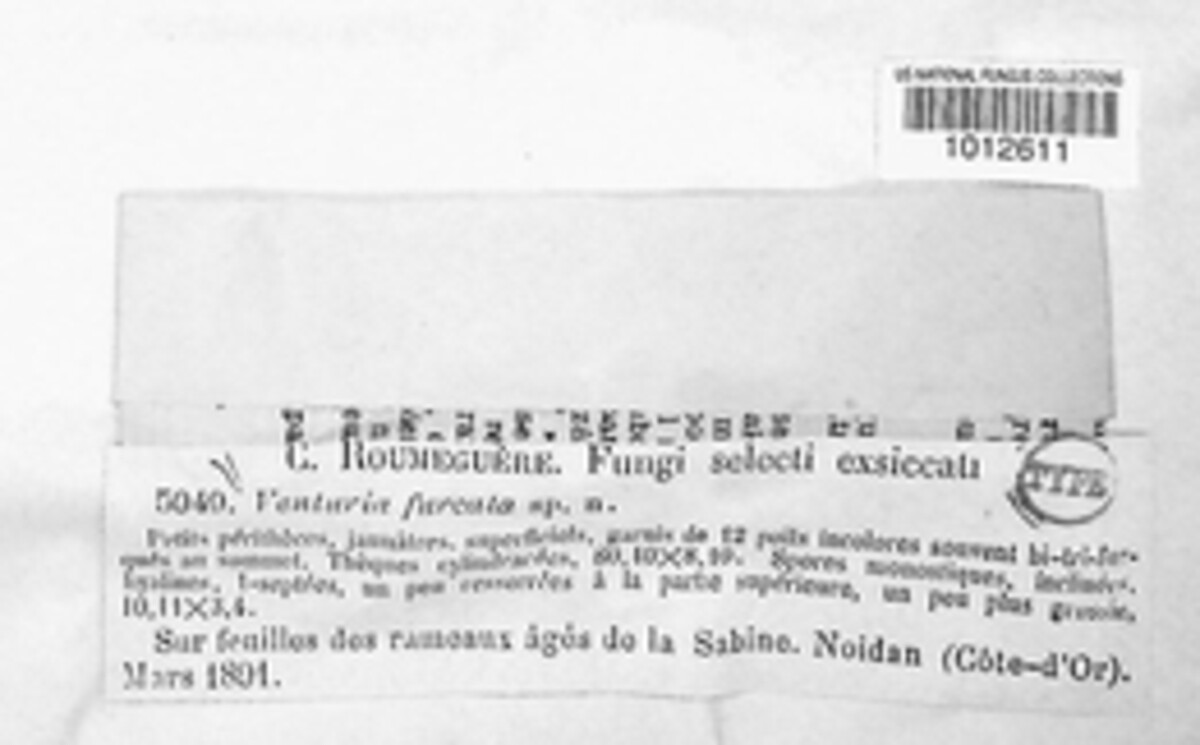 US NATIONAL FUNGUS COLLECTIONS
1012611
C. ROUMEGUÈRE. Fungi selecti exsiccati
TYPE
5040. Venturia furcata sp. n.
Petits périthèces, jaunâtres, superficiels, garnis de 12 poils incolores souvent bi-tri-fur-
qués au sommet. Thèques cylindracées, 60,40×8,10. Spores monostiques, inclinées.
hyalines, 1-septées, un peu resserrées à la partie supérieure, un peu plus grosse,
10,11×3,4.
Sur feuilles des rameaux âgés de la Sabine. Noidan (Côte-d'Or).
Mars 1891.